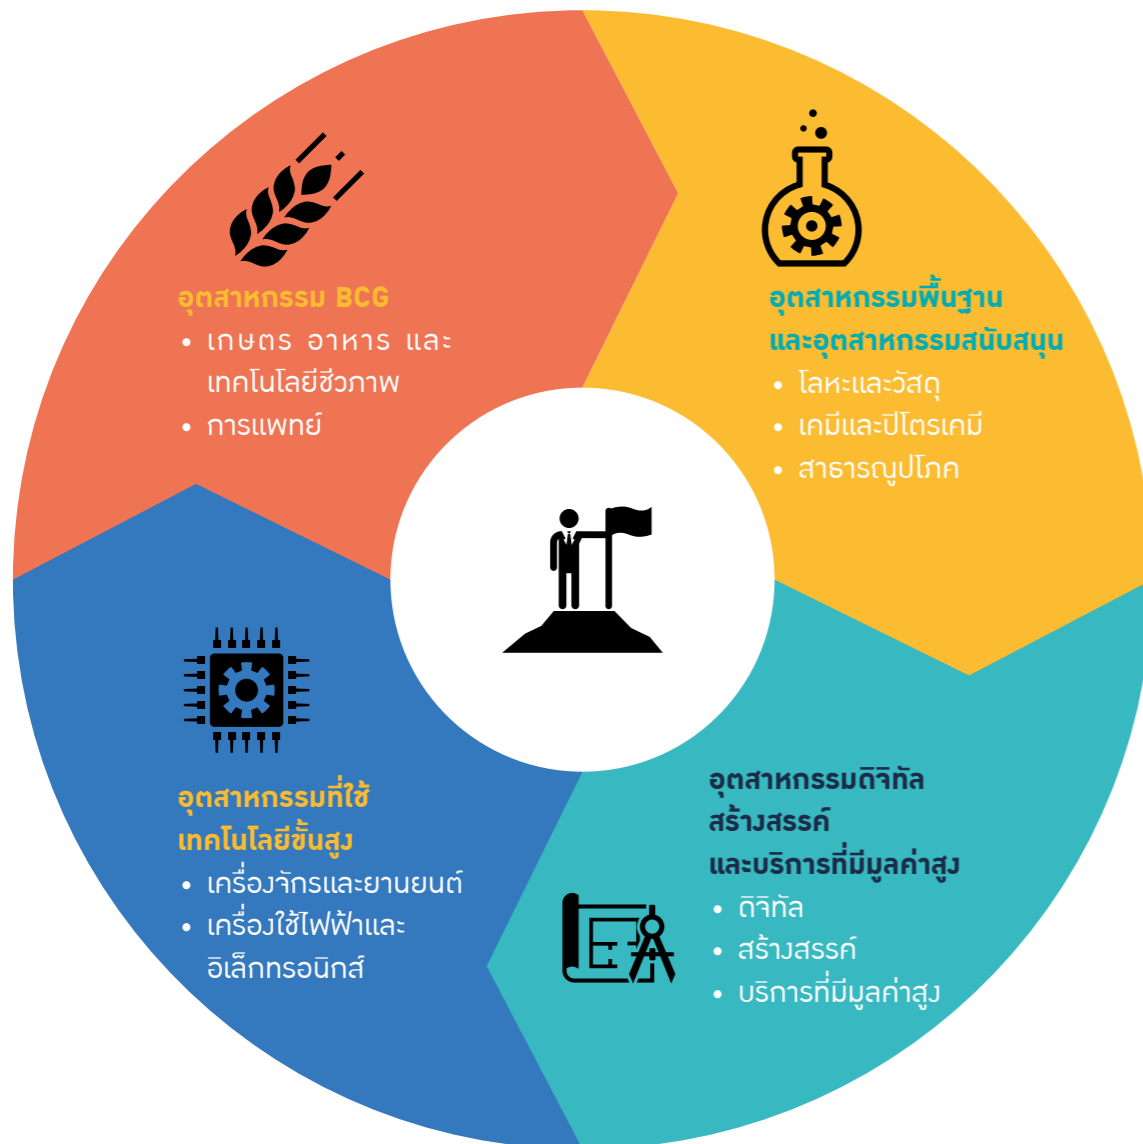 อุตสาหกรรม BCG
• เกษตร อาหาร และ
เทคโนโลยีชีวภาพ
• การแพทย์
อุตสาหกรรมพื้นฐาน
และอุตสาหกรรมสนับสนุน
• โลหะและวัสดุ
• เคมีและปิโตรเคมี
• สาธารณูปโภค
อุตสาหกรรมที่ใช้
เทคโนโลยีขั้นสูง
• เครื่องจักรและยานยนต์
• เครื่องใช้ไฟฟ้าและ
อิเล็กทรอนิกส์
อุตสาหกรรมดิจิทัล
สร้างสรรค์
และบริการที่มีมูลค่าสูง
• ดิจิทัล
• สร้างสรรค์
• บริการที่มีมูลค่าสูง